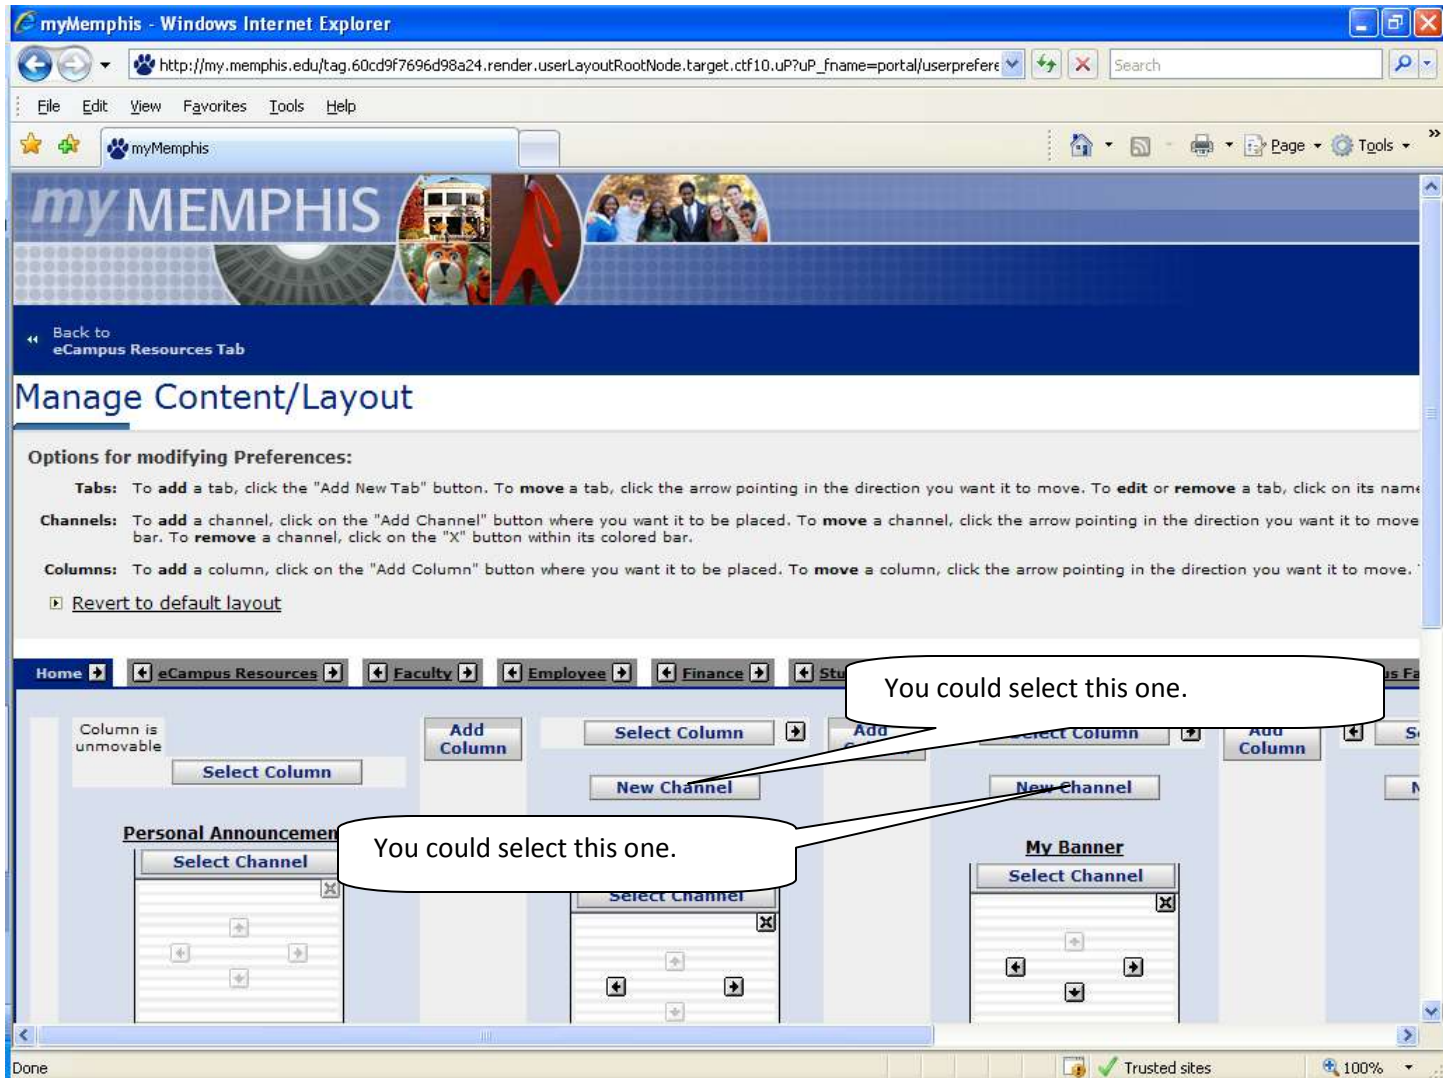 myMemphis - Windows Internet Explorer
http://my.memphis.edu/tag.60cd9f7696d98a24.render.userLayoutRootNode.target.ctf10.uP?uP_fname=portal/userprefere
Search
File Edit View Favorites Tools Help
myMemphis
Page Tools
my MEMPHIS
Back to
eCampus Resources Tab
Manage Content/Layout
Options for modifying Preferences:
Tabs: To add a tab, click the "Add New Tab" button. To move a tab, click the arrow pointing in the direction you want it to move. To edit or remove a tab, click on its name
Channels: To add a channel, click on the "Add Channel" button where you want it to be placed. To move a channel, click the arrow pointing in the direction you want it to move
bar. To remove a channel, click on the "X" button within its colored bar.
Columns: To add a column, click on the "Add Column" button where you want it to be placed. To move a column, click the arrow pointing in the direction you want it to move.
Revert to default layout
Home eCampus Resources Faculty Employee Finance Stu
You could select this one.
Column is
unmovable
Select Column
Add
Column
Select Column
New Channel
Add
Column
Select Column
New Channel
Add
Column
Personal Announcemen
Select Channel
You could select this one.
Select Channel
My Banner
Select Channel
Done
Trusted sites
100%